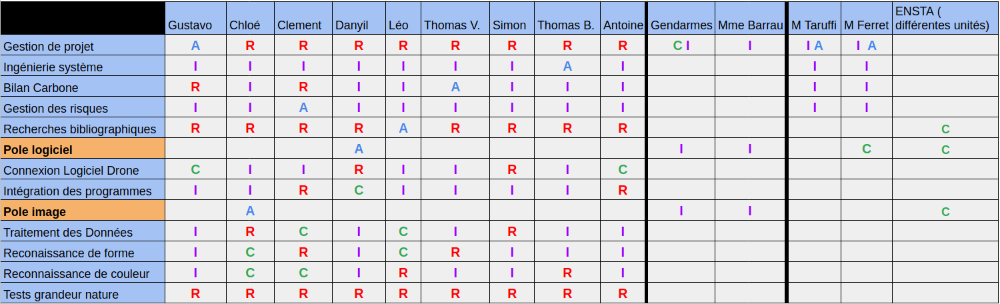 Gustavo Chloé Clement Danyil Léo Thomas V. Simon Thomas B. Antoine Gendarmes Mme Barrau M Taruffi M Ferret ENSTA (
différentes unités)
Gestion de projet A R R R R R R R R C I I I A I A
Ingénierie système I I I I I I I A I I I
Bilan Carbone R I R I I A I I I I I
Gestion des risques I I A I I I I I I I I
Recherches bibliographiques R R R R A R R R R C
Pole logiciel A I I C C
Connexion Logiciel Drone C I I R I I R I C
Intégration des programmes I I R C I I I I R
Pole image A I I C
Traitement des Données I R C I C I R I I
Reconaissance de forme I C R I C R I I I
Reconnaissance de couleur I C C I R I I R I
Tests grandeur nature R R R R R R R R R